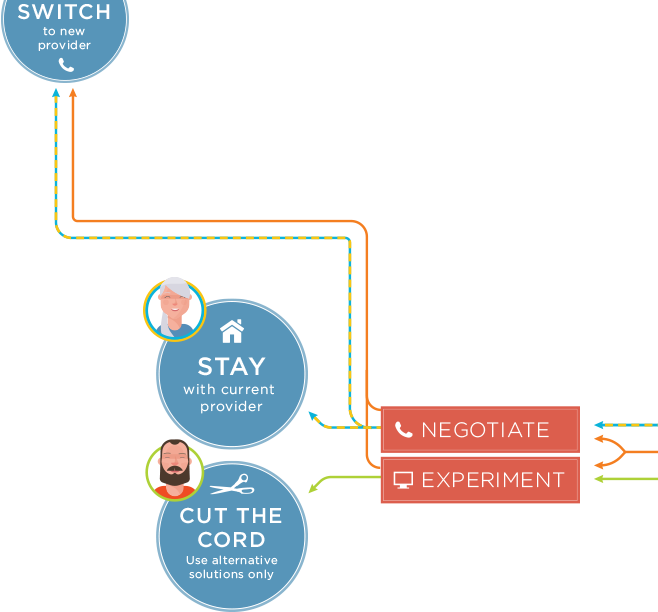 SWITCH
to new
provider
STAY
with current
provider
NEGOTIATE
EXPERIMENT
CUT THE
CORD
Use alternative
solutions only